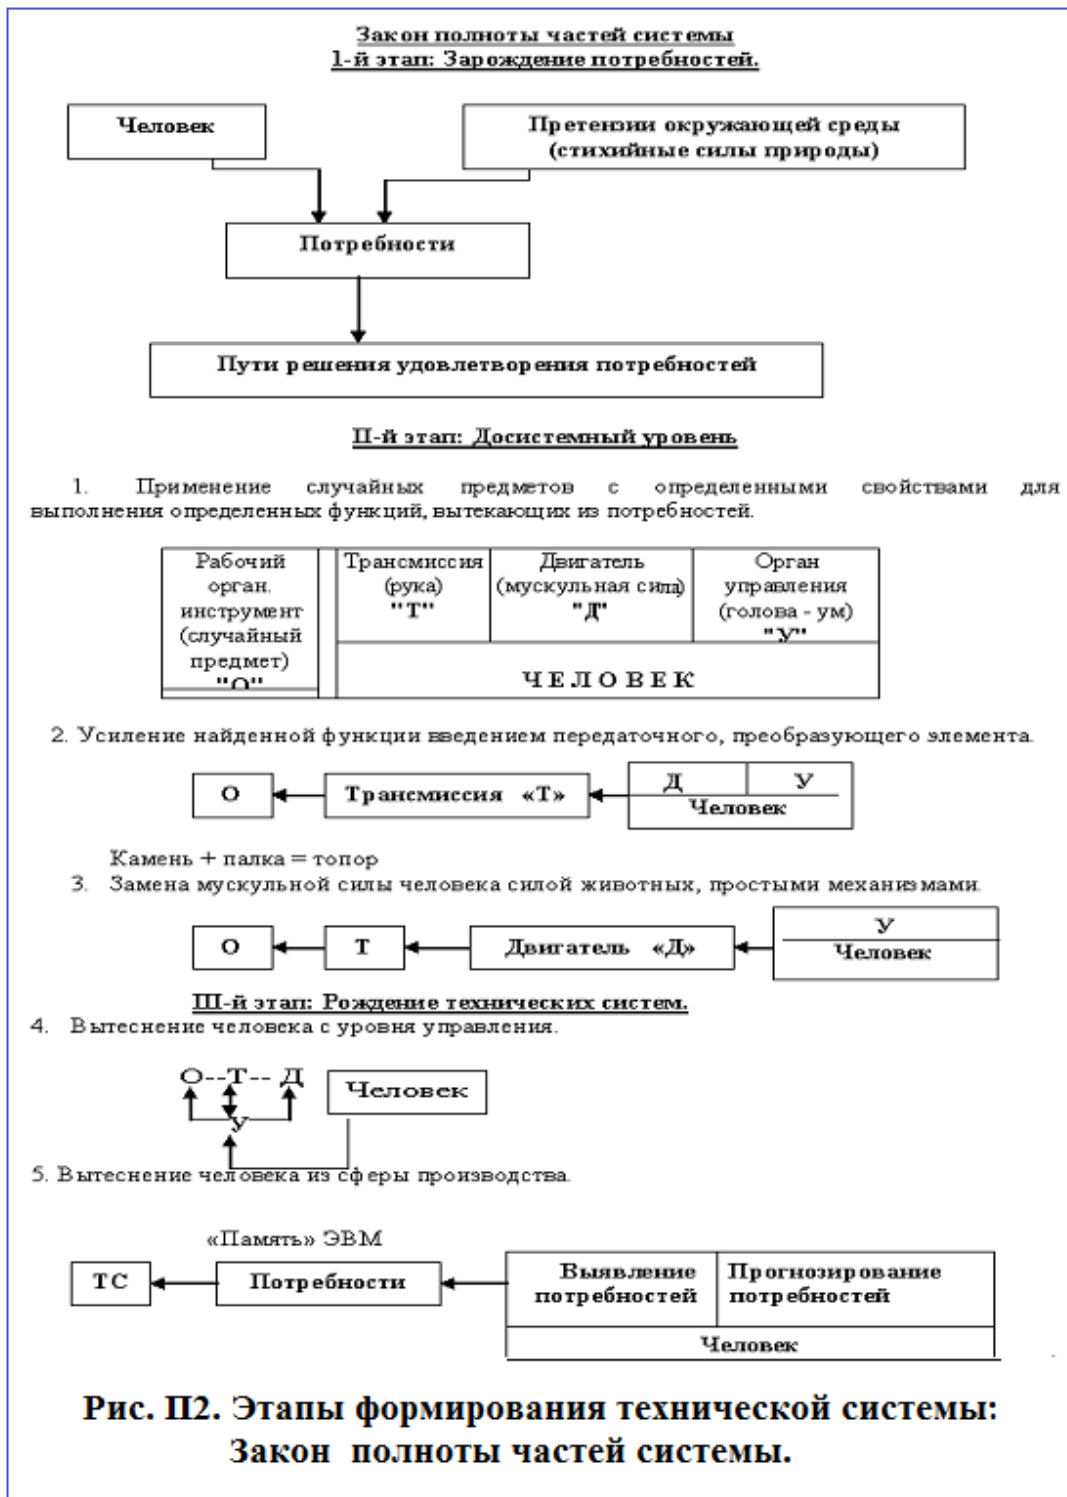 Закон полноты частей системы
1-й этап: Зарождение потребностей.
Человек
Претензии окружающей среды
(стихийные силы природы)
Потребности
Пути решения удовлетворения потребностей
II-й этап: Досистемный уровень
1. Применение случайных предметов с определенными свойствами для
выполнения определенных функций, вытекающих из потребностей.
Рабочий
орган.
инструмент
(случайный
предмет)
"О"
Трансмиссия
(рука)
"Т"
Двигатель
(мускульная сила)
"Д"
Орган
управления
(голова - ум)
"У"
Ч Е Л О В Е К
2. Усиление найденной функции введением передаточного, преобразующего элемента.
О
Трансмиссия «Т»
Д У
Человек
Камень + палка = топор
3. Замена мускульной силы человека силой животных, простыми механизмами.
О
Т
Двигатель «Д»
У
Человек
III-й этап: Рождение технических систем.
4. Вытеснение человека с уровня управления.
О--Т-- Д
Человек
У
5. Вытеснение человека из сферы производства.
«Память» ЭВМ
ТС
Потребности
Выявление
потребностей
Прогнозирование
потребностей
Человек
Рис. П2. Этапы формирования технической системы:
Закон полноты частей системы.